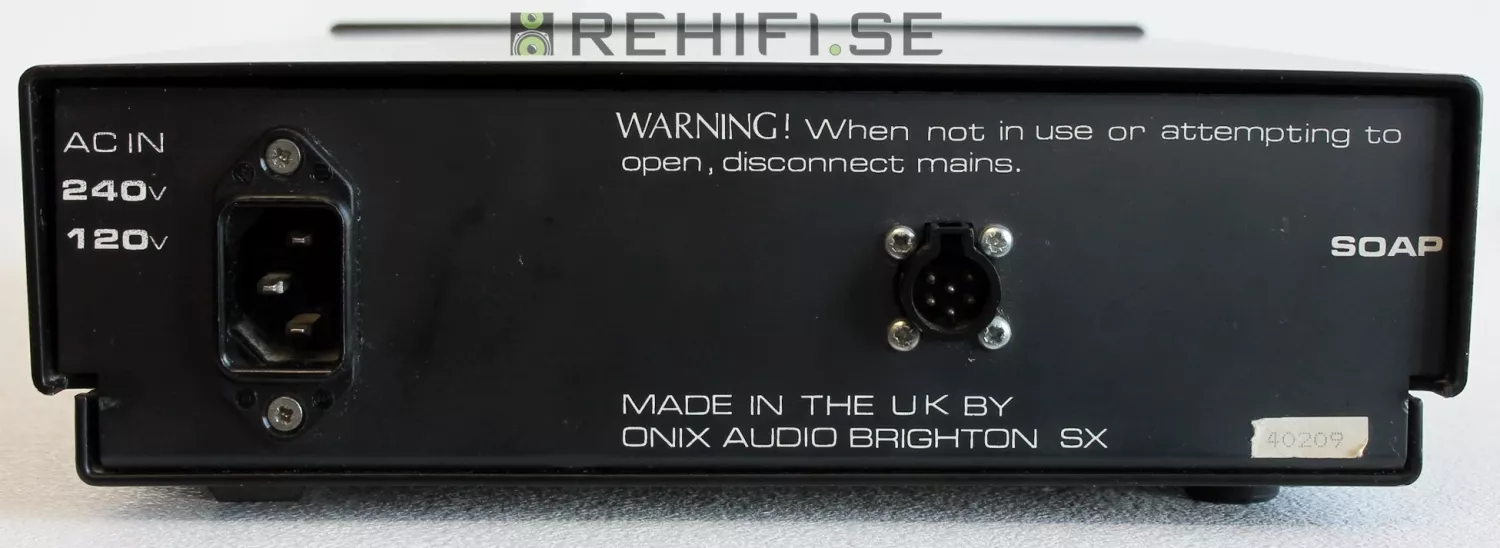 REHIFI.SE
AC IN
240V
120V
WARNING! When not in use or attempting to
open, disconnect mains.
SOAP
MADE IN THE UK BY
ONIX AUDIO BRIGHTON SX
40209